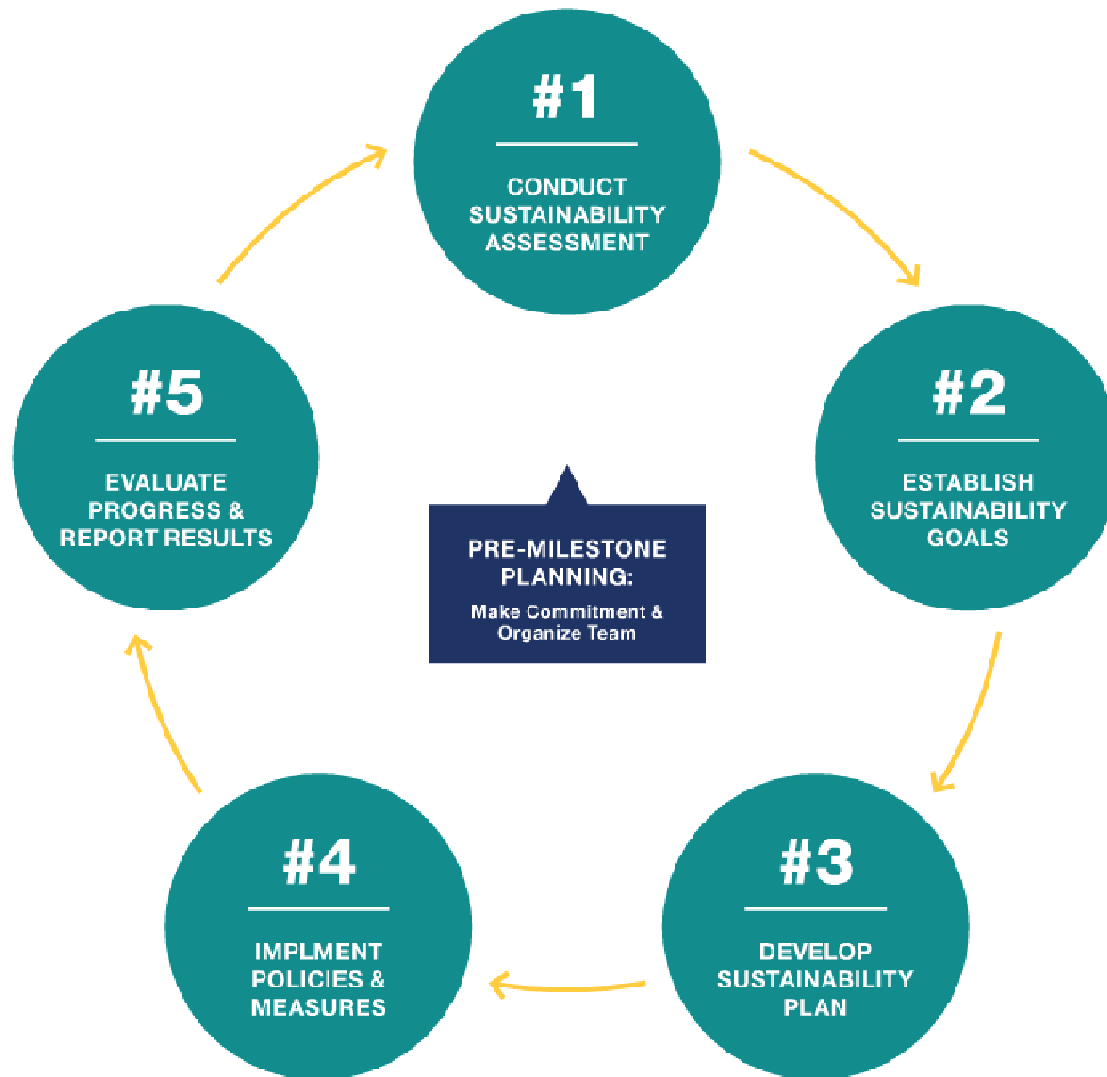 #1
CONDUCT
SUSTAINABILITY
ASSESSMENT
#2
ESTABLISH
SUSTAINABILITY
GOALS
#3
DEVELOP
SUSTAINABILITY
PLAN
#4
IMPLMENT
POLICIES &
MEASURES
#5
EVALUATE
PROGRESS &
REPORT RESULTS
PRE-MILESTONE
PLANNING:
Make Commitment &
Organize Team